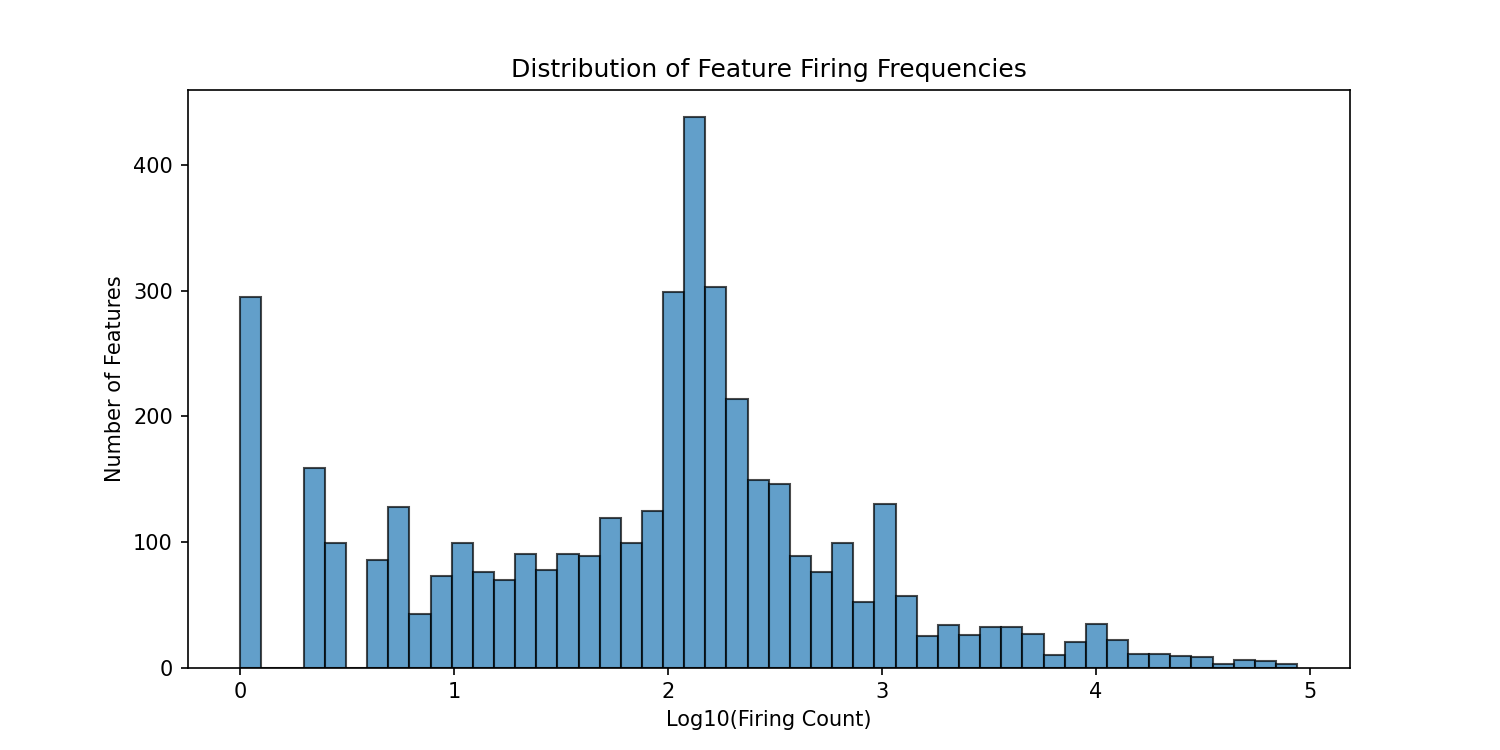 Distribution of Feature Firing Frequencies
Number of Features
400
300
200
100
0
0 1 2 3 4 5
Log10(Firing Count)